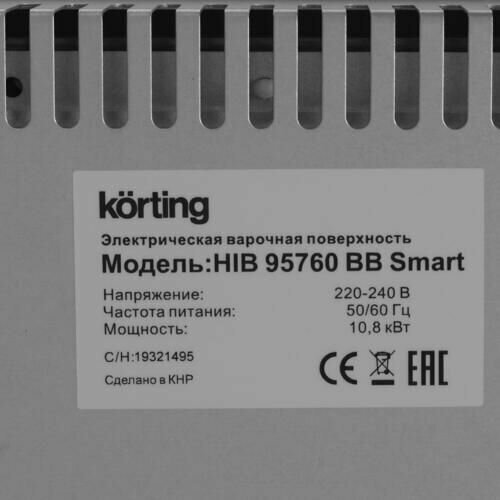 körting
Электрическая варочная поверхность
Модель:HIB 95760 BB Smart
Напряжение: 220-240 В
Частота питания: 50/60 Гц
Мощность: 10,8 кВт
С/Н:19321495
Сделано в КНР
CE EAC